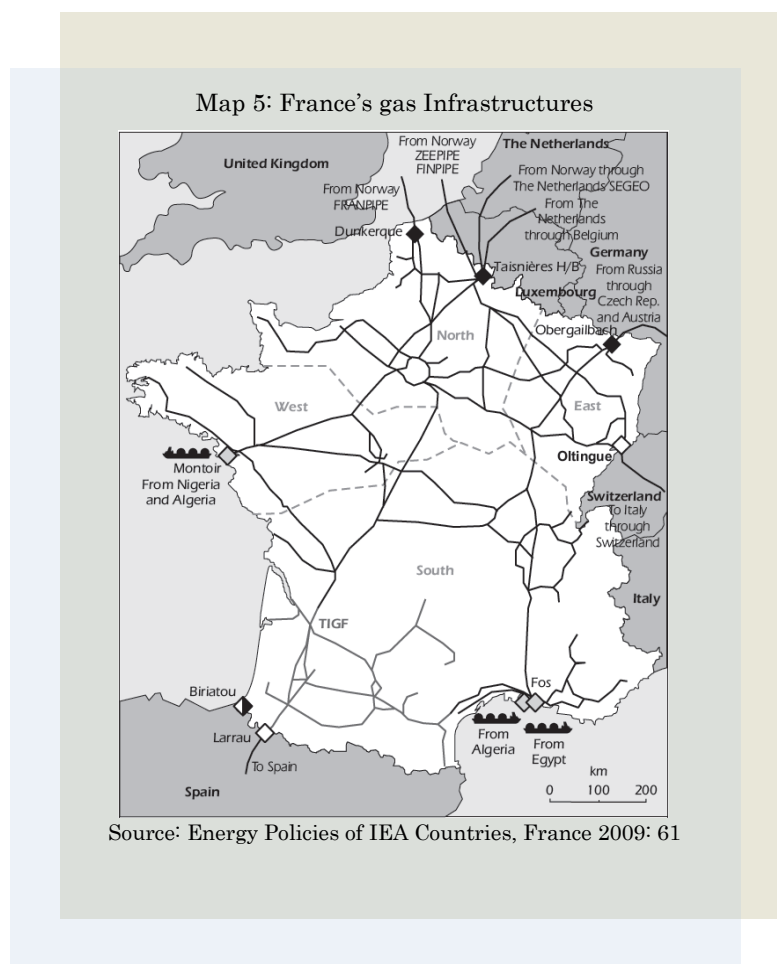 Map 5: France's gas Infrastructures
From Norway
ZEEPIPE
FINPIPE
The Netherlands
United Kingdom
From Norway through
The Netherlands SEGEO
From Norway
FRANPIPE
From The
Netherlands
through Belgium
Dunkerque
Germany
Taisnières H/B
From Russia
through
Czech Rep.
and Austria
Luxembourg
Obergailbach
North
West
East
Oltingue
Montoir
From Nigeria
and Algeria
Switzerland
To Italy
through
Switzerland
South
Italy
TIGF
Biriatou
Fos
Larrau
From
Algeria
From
Egypt
To Spain
Spain
km
0 100 200
Source: Energy Policies of IEA Countries, France 2009: 61